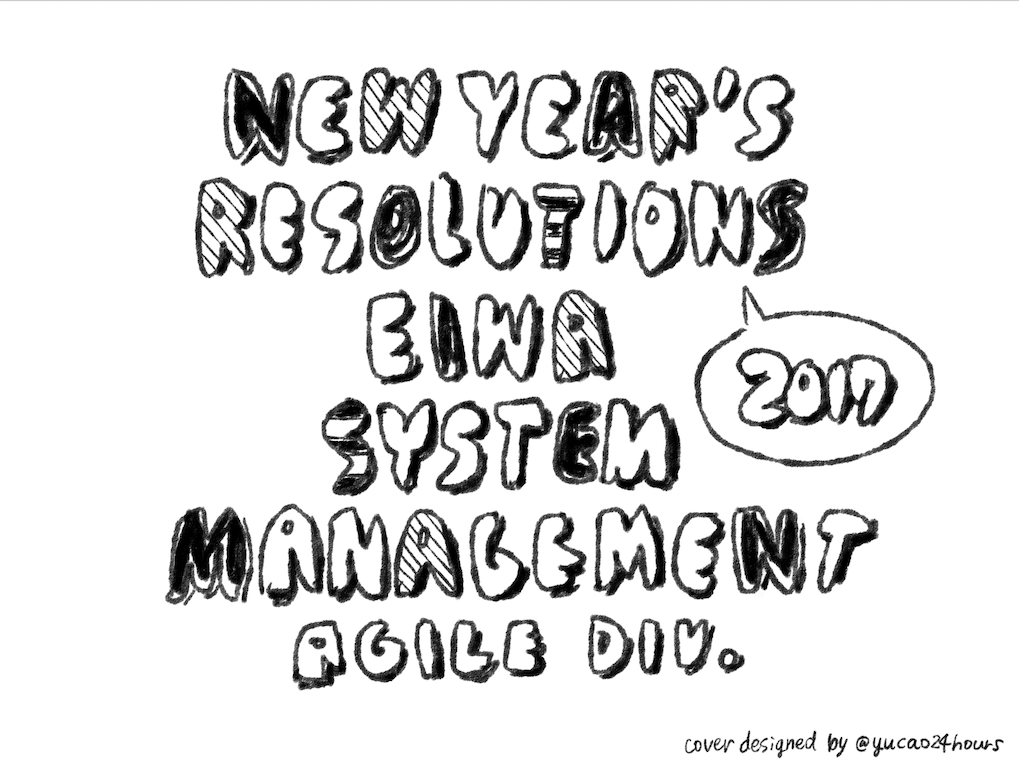 NEW YEAR'S
RESOLUTIONS
EIWA
2017
SYSTEM
MANAGEMENT
AGILE DIV.
cover designed by @yucao24hours